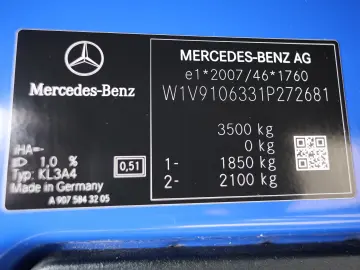 Mercedes-Benz
MERCEDES-BENZ AG
e1*2007/46*1760
W1V9106331P272681
3500 kg
0 kg
1- 1850 kg
2- 2100 kg
iHA=
1,0 %
0,51
Typ: KL3A4
Made in Germany
A 907 584 32 05